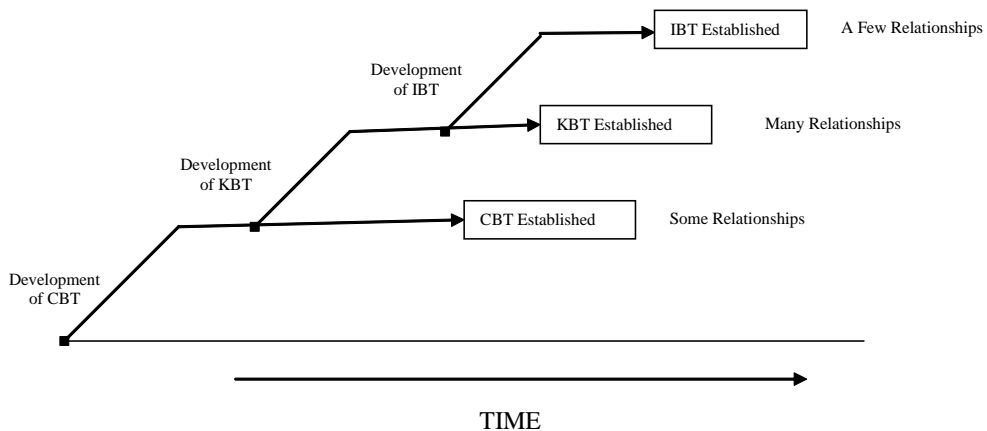 IBT Established
A Few Relationships
Development
of IBT
KBT Established
Many Relationships
Development
of KBT
CBT Established
Some Relationships
Development
of CBT
TIME